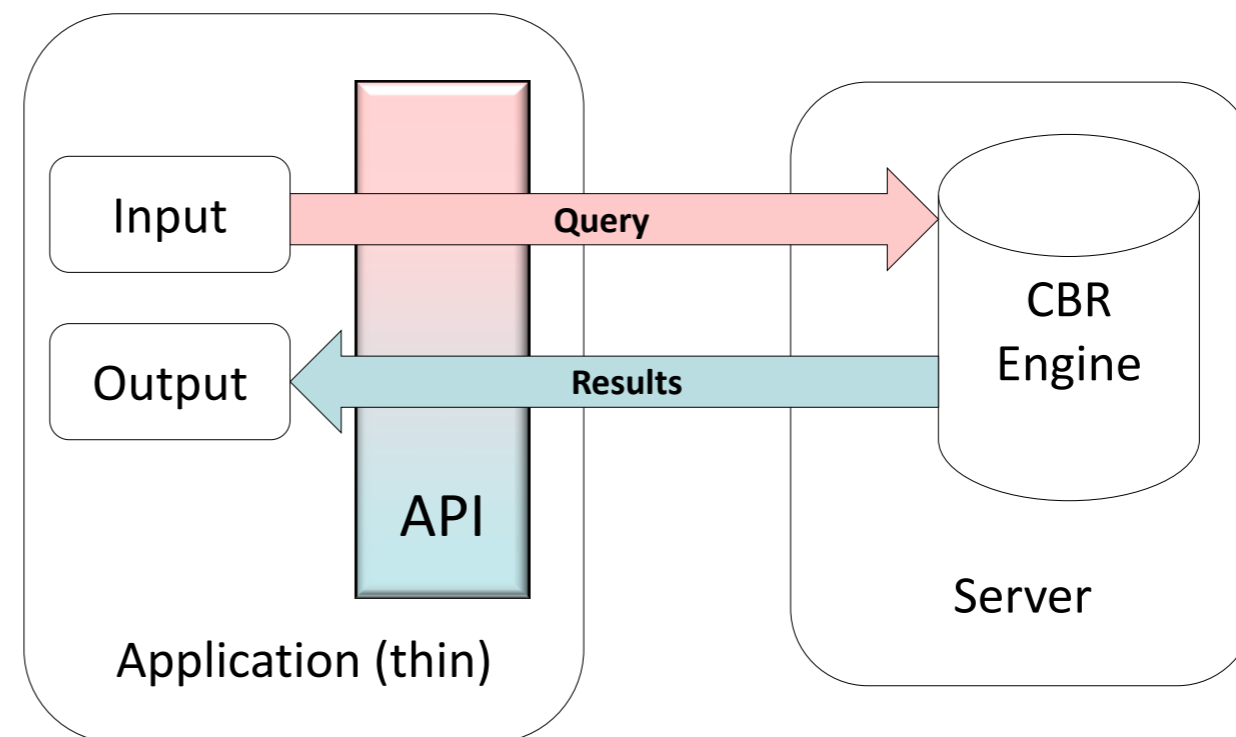 Input
Query
CBR
Engine
Output
Results
API
Server
Application (thin)